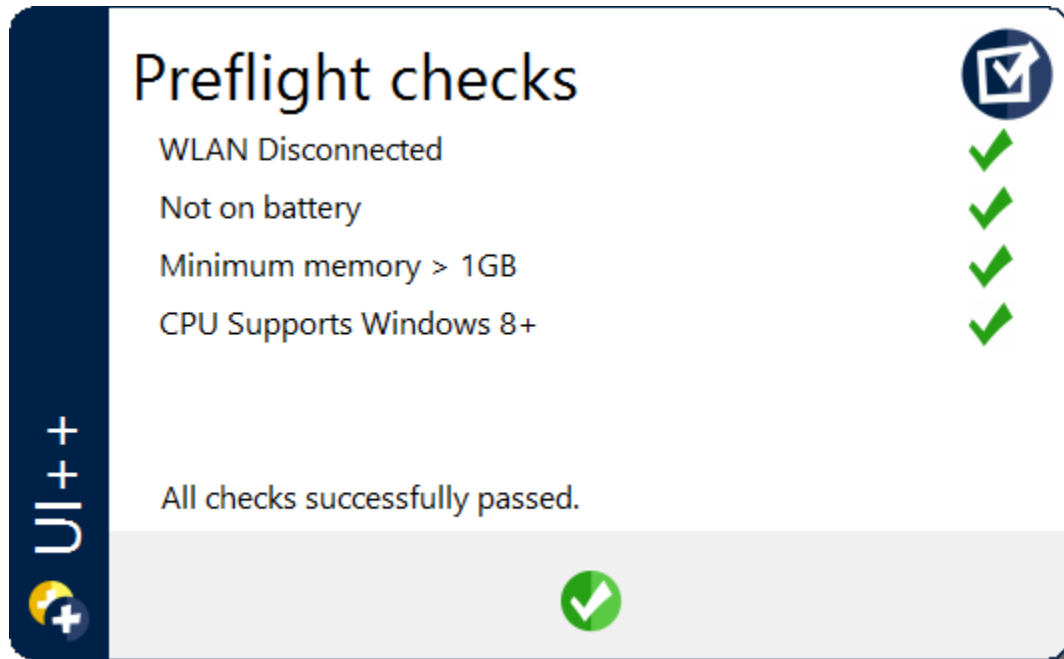 Preflight checks
WLAN Disconnected
Not on battery
Minimum memory > 1GB
CPU Supports Windows 8+
All checks successfully passed.
UI++